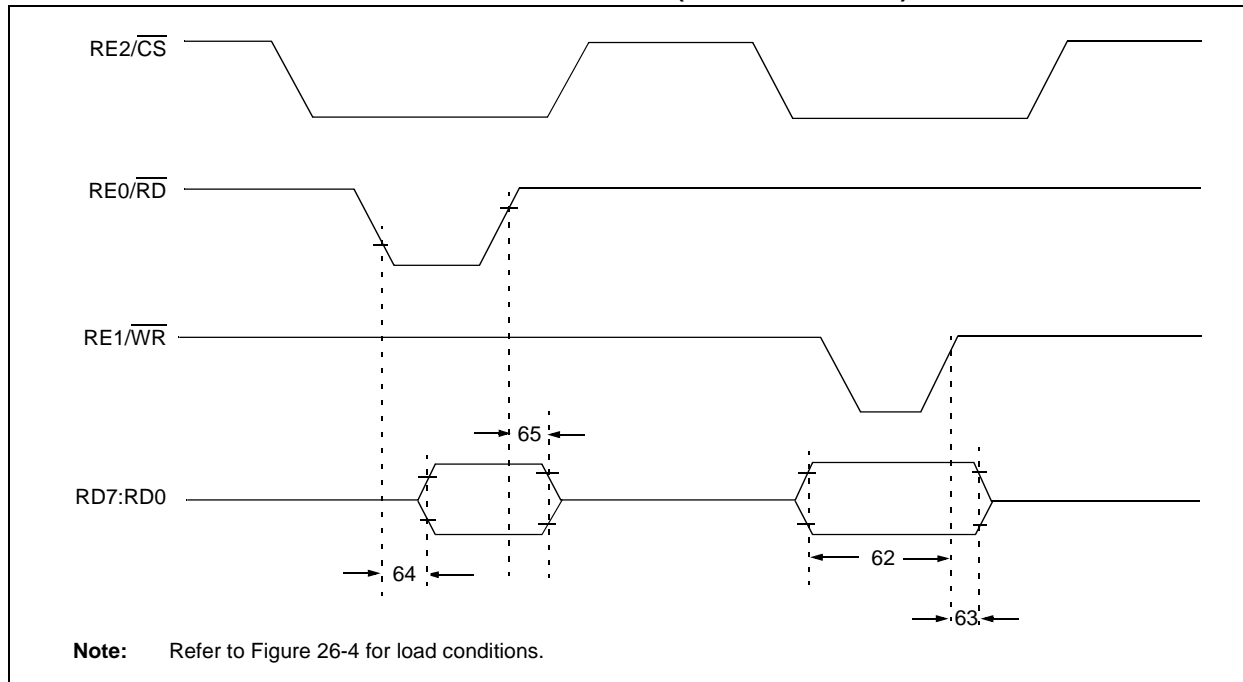 RE2/CS
RE0/RD
RE1/WR
65
RD7:RD0
64
62
63
Note: Refer to Figure 26-4 for load conditions.